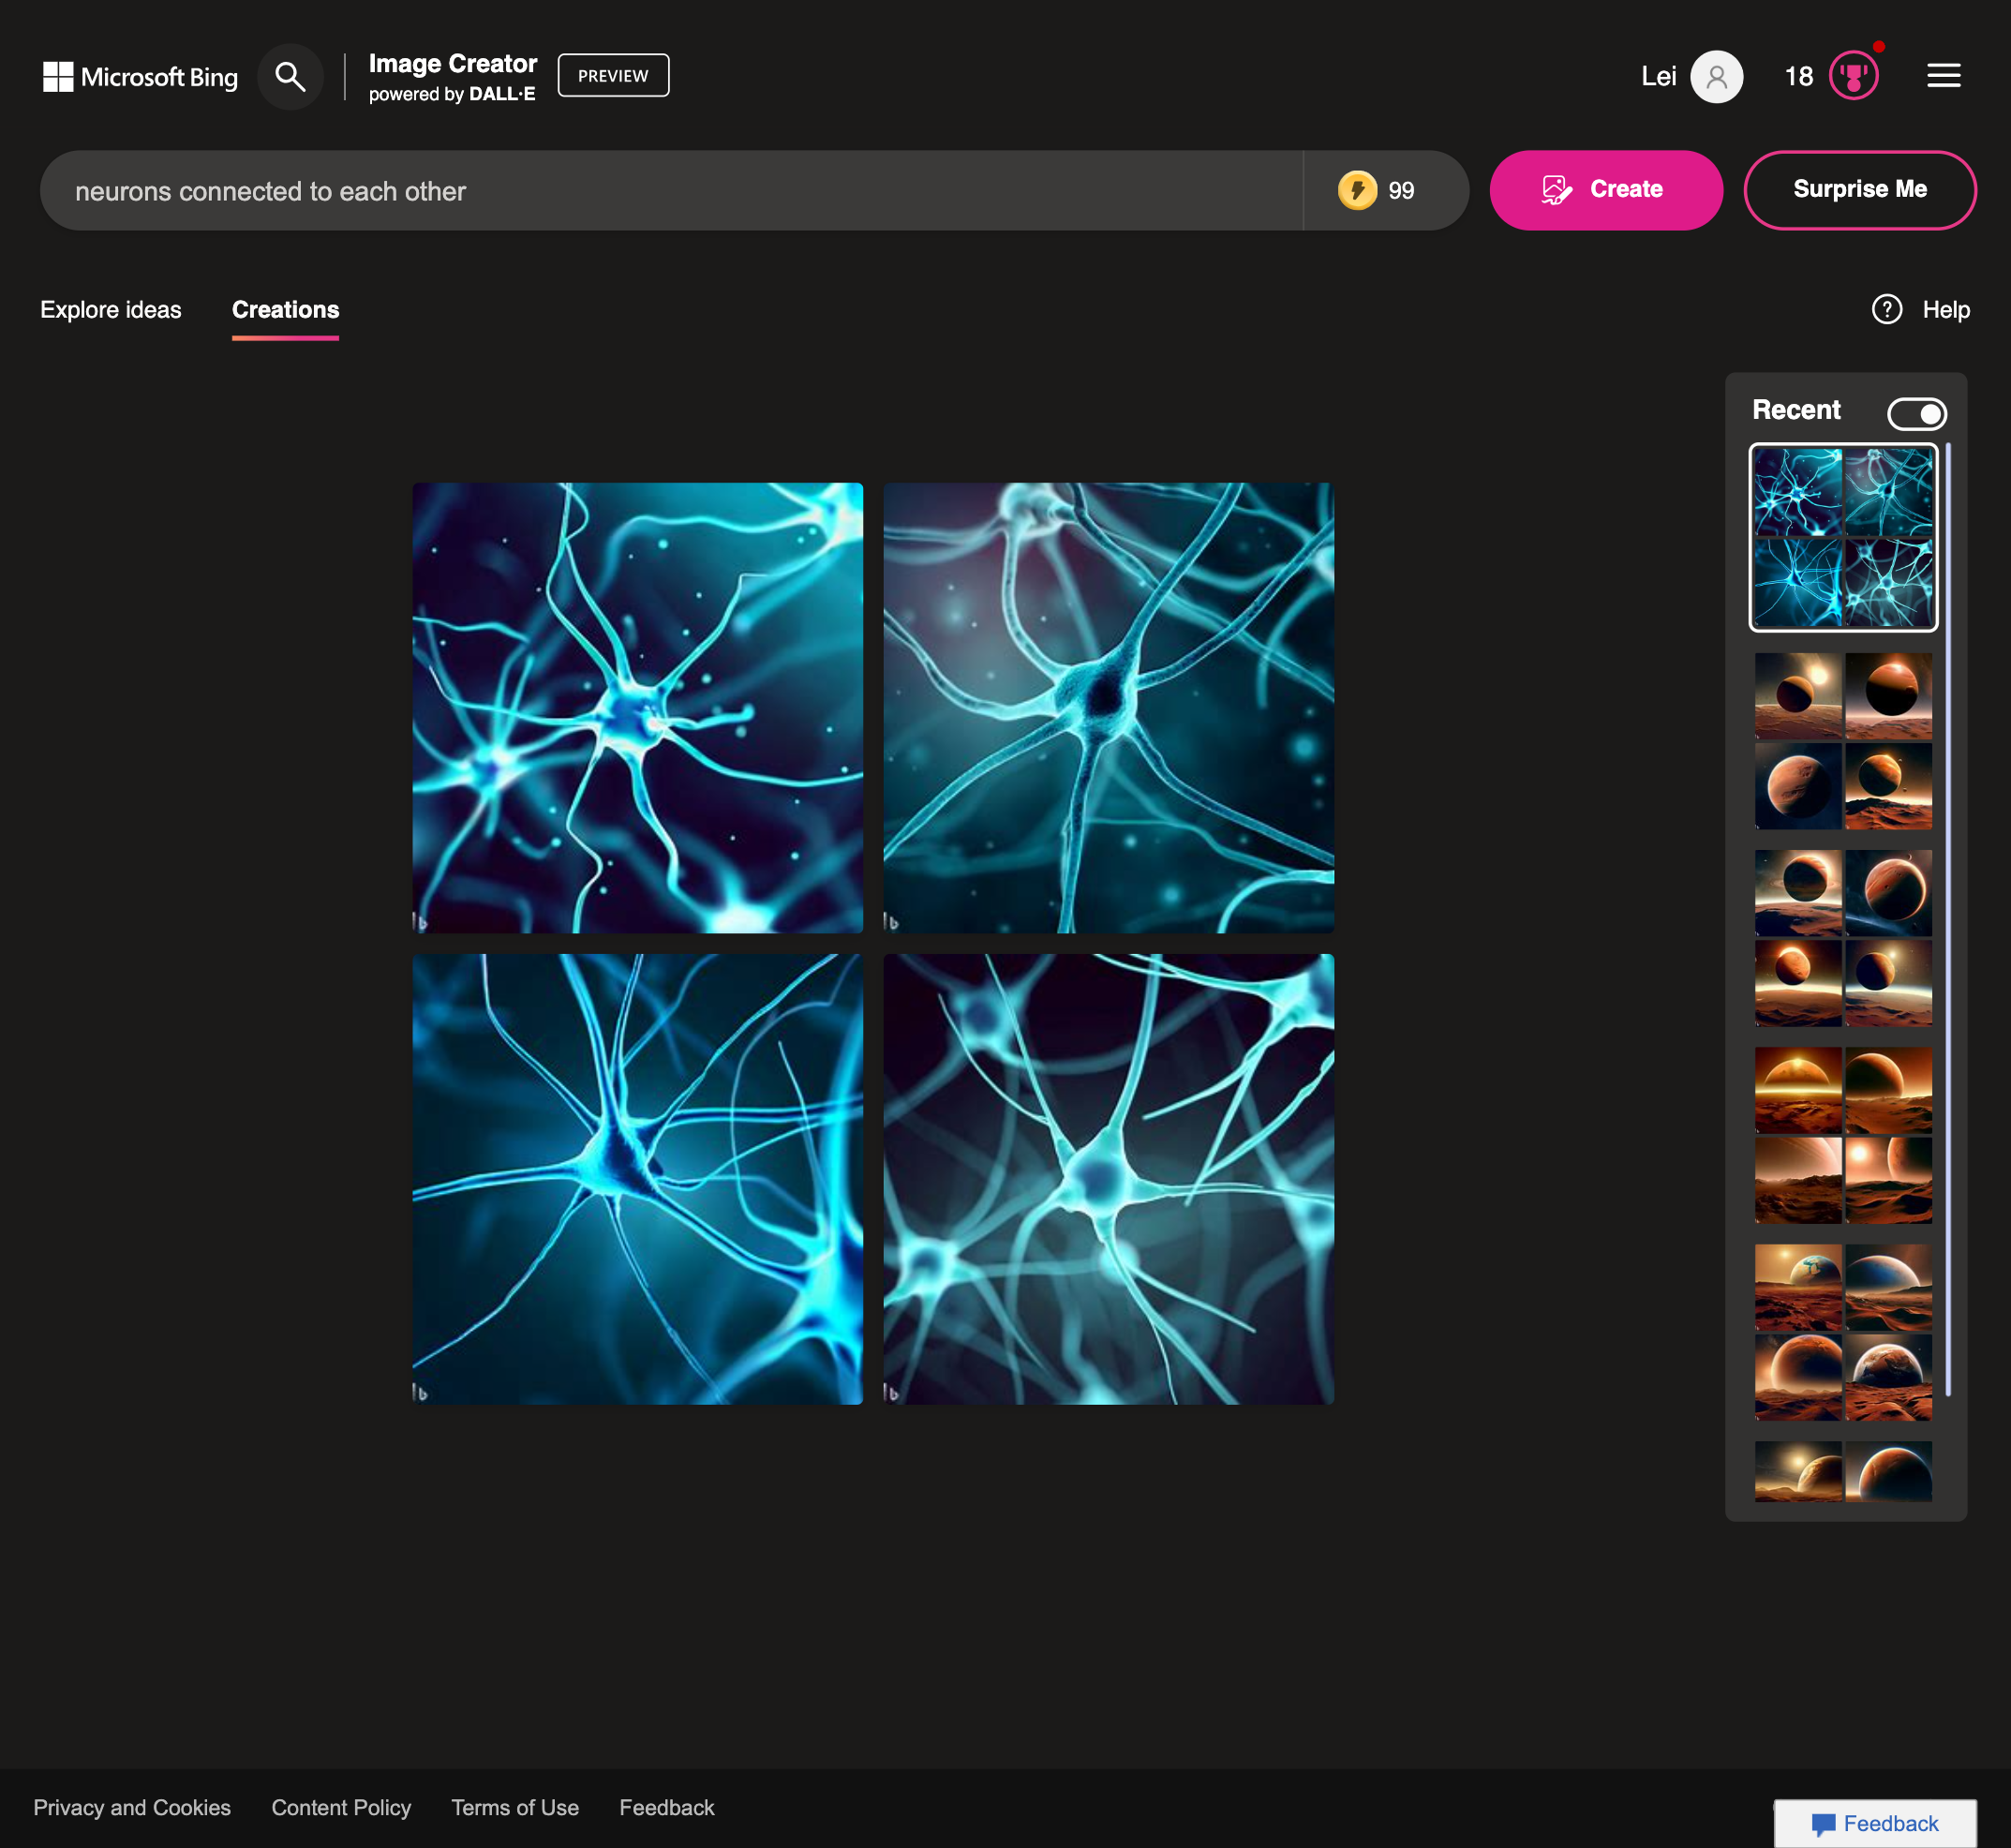 Microsoft Bing
Image Creator
powered by DALL·E
PREVIEW
Lei
18
neurons connected to each other
99
Create
Surprise Me
Explore ideas
Creations
Help
Recent
Privacy and Cookies
Content Policy
Terms of Use
Feedback
Feedback